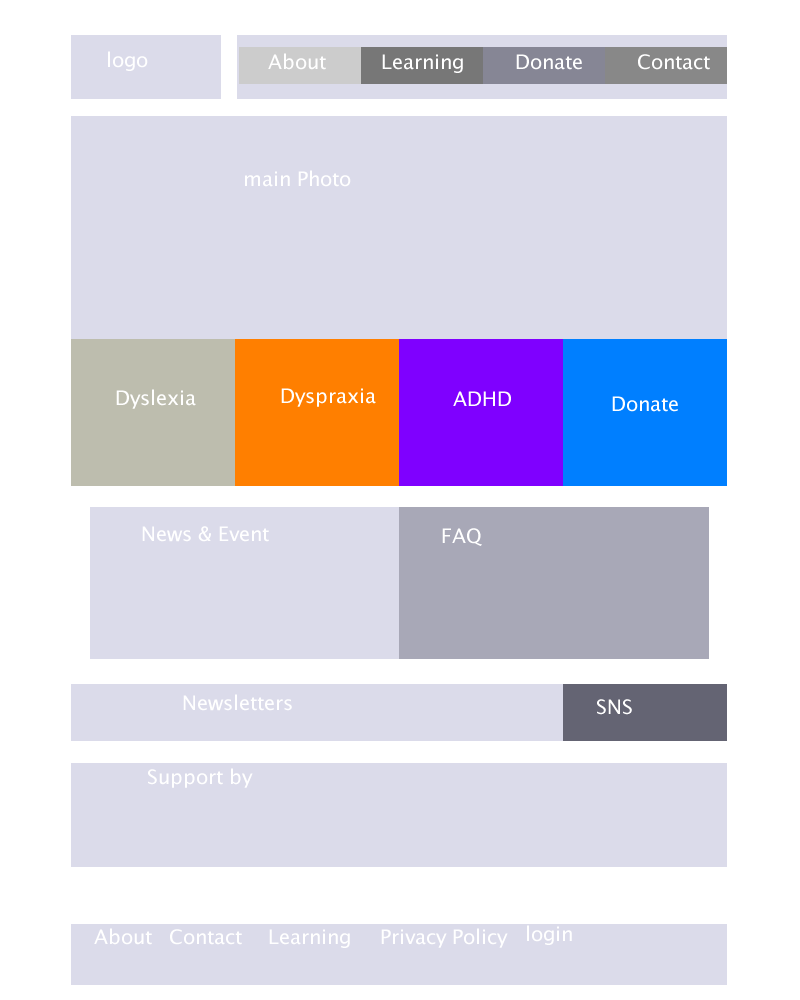 logo
About Learning Donate Contact
main Photo
Dyslexia Dyspraxia ADHD Donate
News & Event FAQ
Newsletters SNS
Support by
About Contact Learning Privacy Policy login